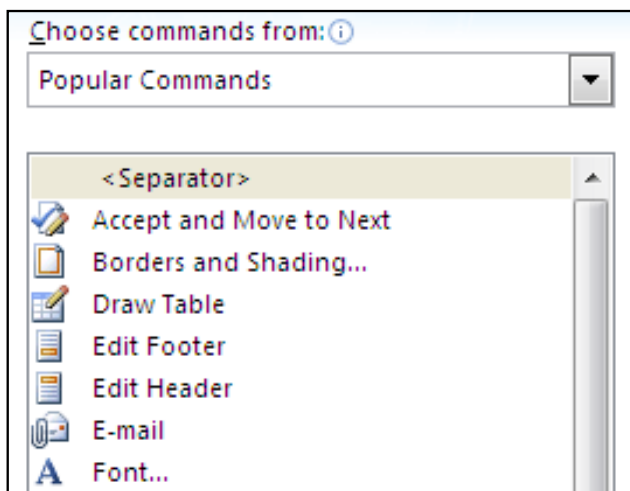 Choose commands from:
Popular Commands
<Separator>
Accept and Move to Next
Borders and Shading...
Draw Table
Edit Footer
Edit Header
E-mail
Font...